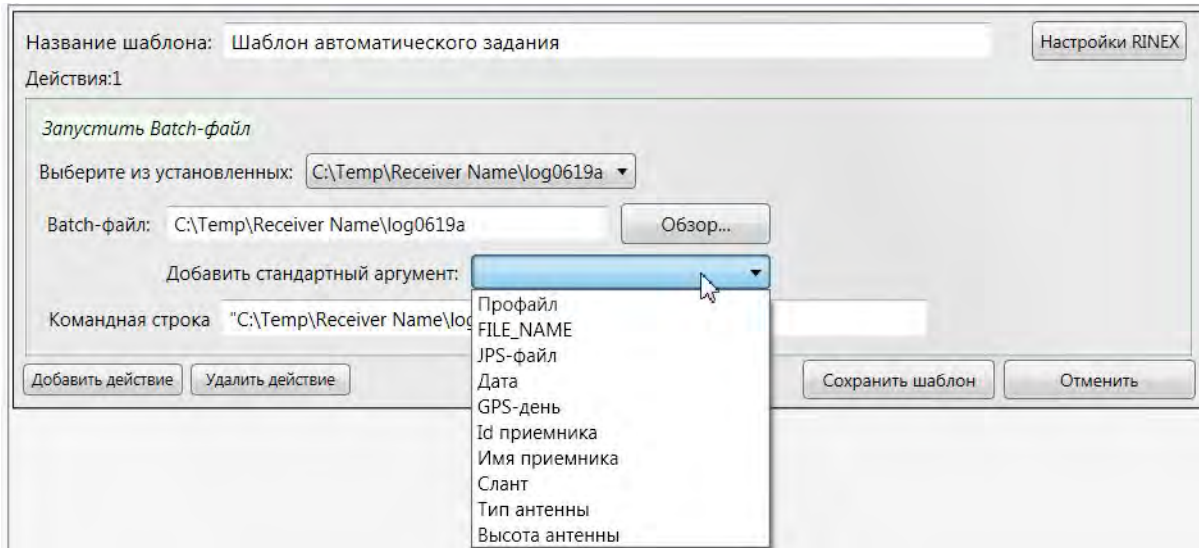 Название шаблона: Шаблон автоматического задания Настройки RINEX
Действия:1
Запустить Batch-файл
Выберите из установленных: C:\Temp\Receiver Name\log0619a
Batch-файл: C:\Temp\Receiver Name\log0619a Обзор...
Добавить стандартный аргумент:
Командная строка "C:\Temp\Receiver Name\log
Профайл
FILE_NAME
JPS-файл
Дата
GPS-день
Id приемника
Имя приемника
Слант
Тип антенны
Высота антенны
Добавить действие Удалить действие Сохранить шаблон Отменить